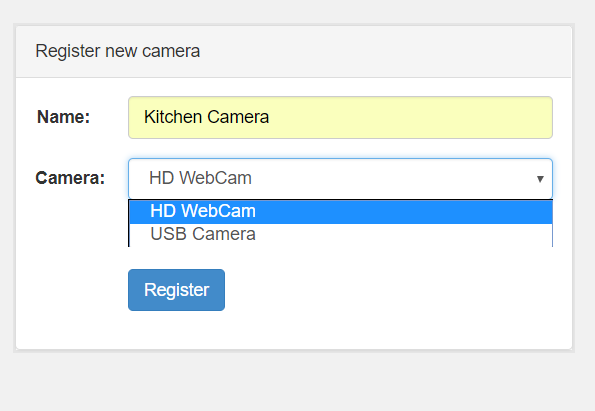 Register new camera
Name: Kitchen Camera
Camera: HD WebCam
HD WebCam
USB Camera
Register